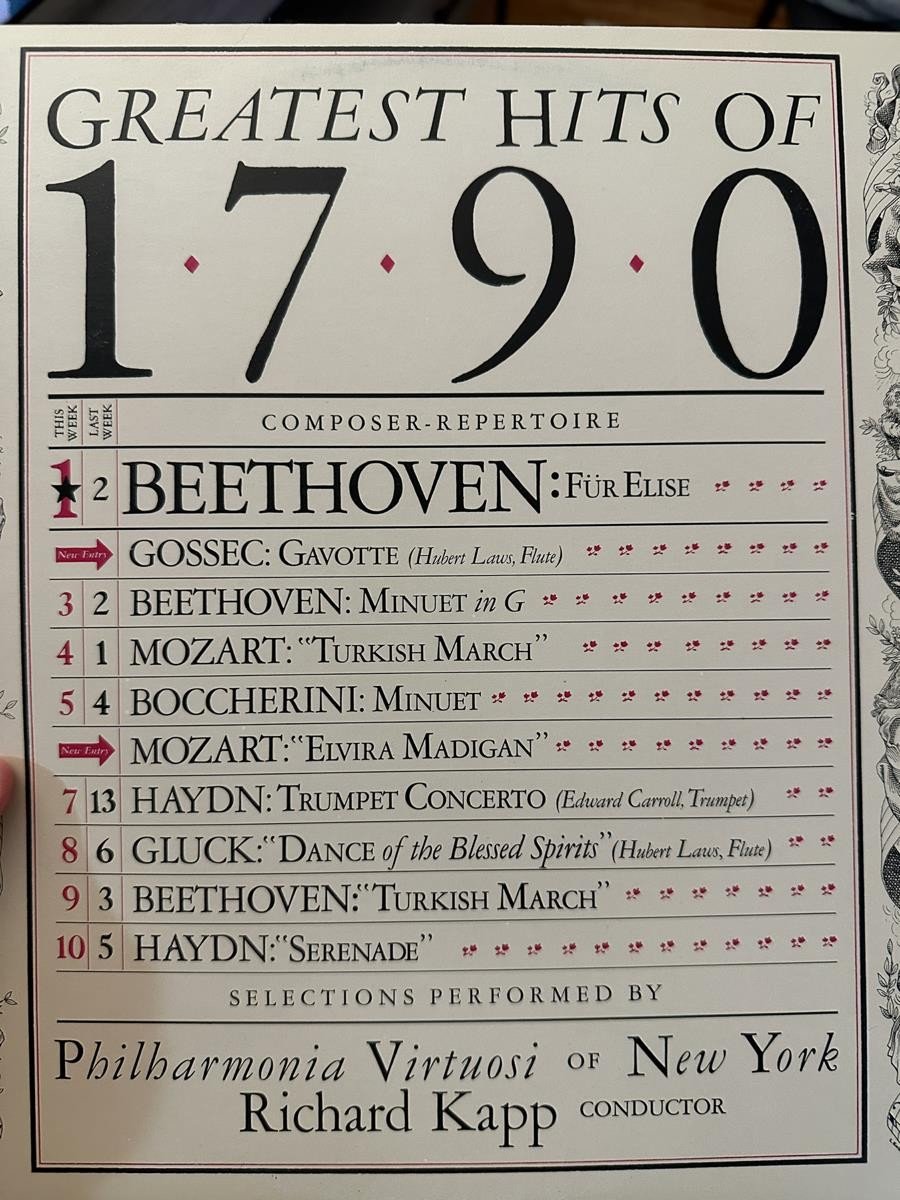 GREATEST HITS OF
1·7·9·0
THIS WEEK LAST WEEK COMPOSER-REPERTOIRE
1 2 BEETHOVEN: FÜR ELISE
New Entry GOSSEC: GAVOTTE (Hubert Laws, Flute)
3 2 BEETHOVEN: MINUET in G
4 1 MOZART: "TURKISH MARCH"
5 4 BOCCHERINI: MINUET
New Entry MOZART: "ELVIRA MADIGAN"
7 13 HAYDN: TRUMPET CONCERTO (Edward Carroll, Trumpet)
8 6 GLUCK: "DANCE of the Blessed Spirits" (Hubert Laws, Flute)
9 3 BEETHOVEN: "TURKISH MARCH"
10 5 HAYDN: "SERENADE"
SELECTIONS PERFORMED BY
Philharmonia Virtuosi OF New York
Richard Kapp CONDUCTOR